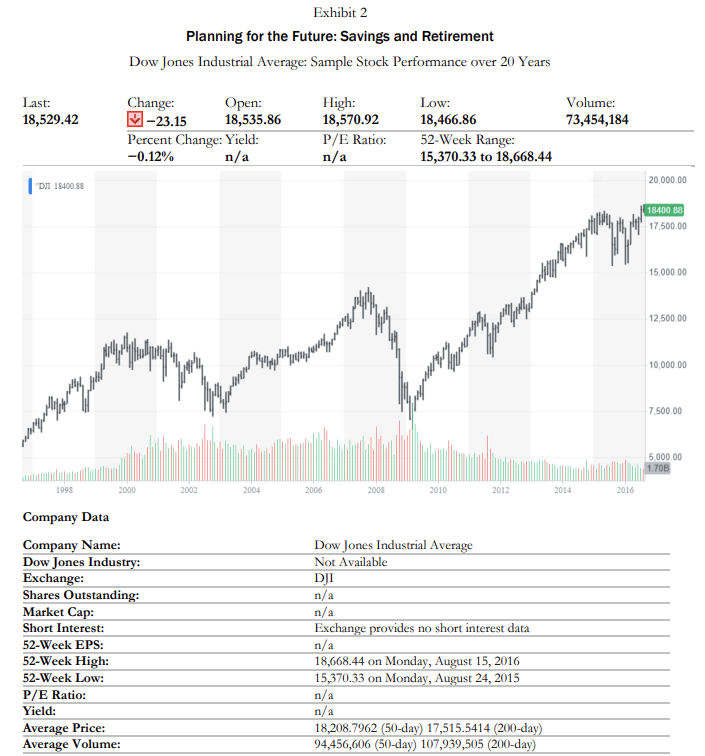 Exhibit 2
Planning for the Future: Savings and Retirement
Dow Jones Industrial Average: Sample Stock Performance over 20 Years
Last: Change: Open: High: Low: Volume:
18,529.42 −23.15 18,535.86 18,570.92 18,466.86 73,454,184
Percent Change: Yield: P/E Ratio: 52-Week Range:
−0.12% n/a n/a 15,370.33 to 18,668.44
^DJI 18400.88
20,000.00
18400.88
17,500.00
15,000.00
12,500.00
10,000.00
7,500.00
5,000.00
1.70B
1998 2000 2002 2004 2006 2008 2010 2012 2014 2016
Company Data
Company Name: Dow Jones Industrial Average
Dow Jones Industry: Not Available
Exchange: DJI
Shares Outstanding: n/a
Market Cap: n/a
Short Interest: Exchange provides no short interest data
52-Week EPS: n/a
52-Week High: 18,668.44 on Monday, August 15, 2016
52-Week Low: 15,370.33 on Monday, August 24, 2015
P/E Ratio: n/a
Yield: n/a
Average Price: 18,208.7962 (50-day) 17,515.5414 (200-day)
Average Volume: 94,456,606 (50-day) 107,939,505 (200-day)